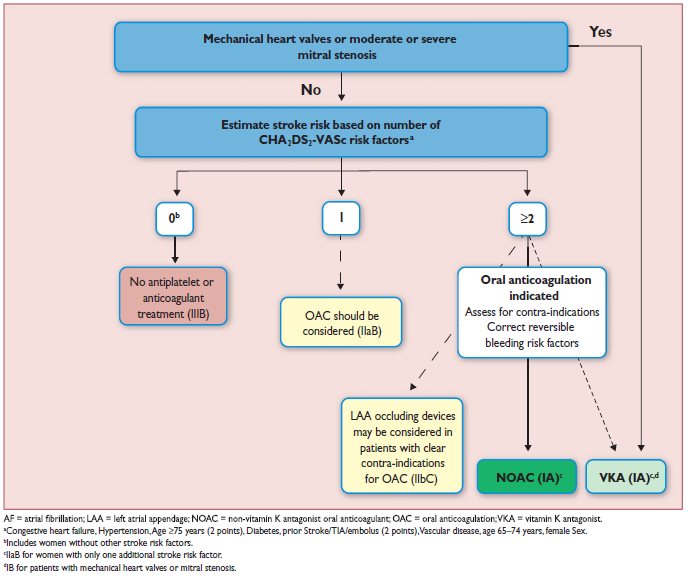 Mechanical heart valves or moderate or severe
mitral stenosis
Yes
No
Estimate stroke risk based on number of
CHA₂DS₂-VASc risk factorsᵃ
0ᵇ
1
≥2
No antiplatelet or
anticoagulant
treatment (IIIB)
OAC should be
considered (IIaB)
Oral anticoagulation
indicated
Assess for contra-indications
Correct reversible
bleeding risk factors
LAA occluding devices
may be considered in
patients with clear
contra-indications
for OAC (IIbC)
NOAC (IA)ᶜ
VKA (IA)ᶜ,ᵈ
AF = atrial fibrillation; LAA = left atrial appendage; NOAC = non-vitamin K antagonist oral anticoagulant; OAC = oral anticoagulation; VKA = vitamin K antagonist.
ᵃCongestive heart failure, Hypertension, Age ≥75 years (2 points), Diabetes, prior Stroke/TIA/embolus (2 points), Vascular disease, age 65–74 years, female Sex.
ᵇIncludes women without other stroke risk factors.
ᶜIIaB for women with only one additional stroke risk factor.
ᵈIB for patients with mechanical heart valves or mitral stenosis.